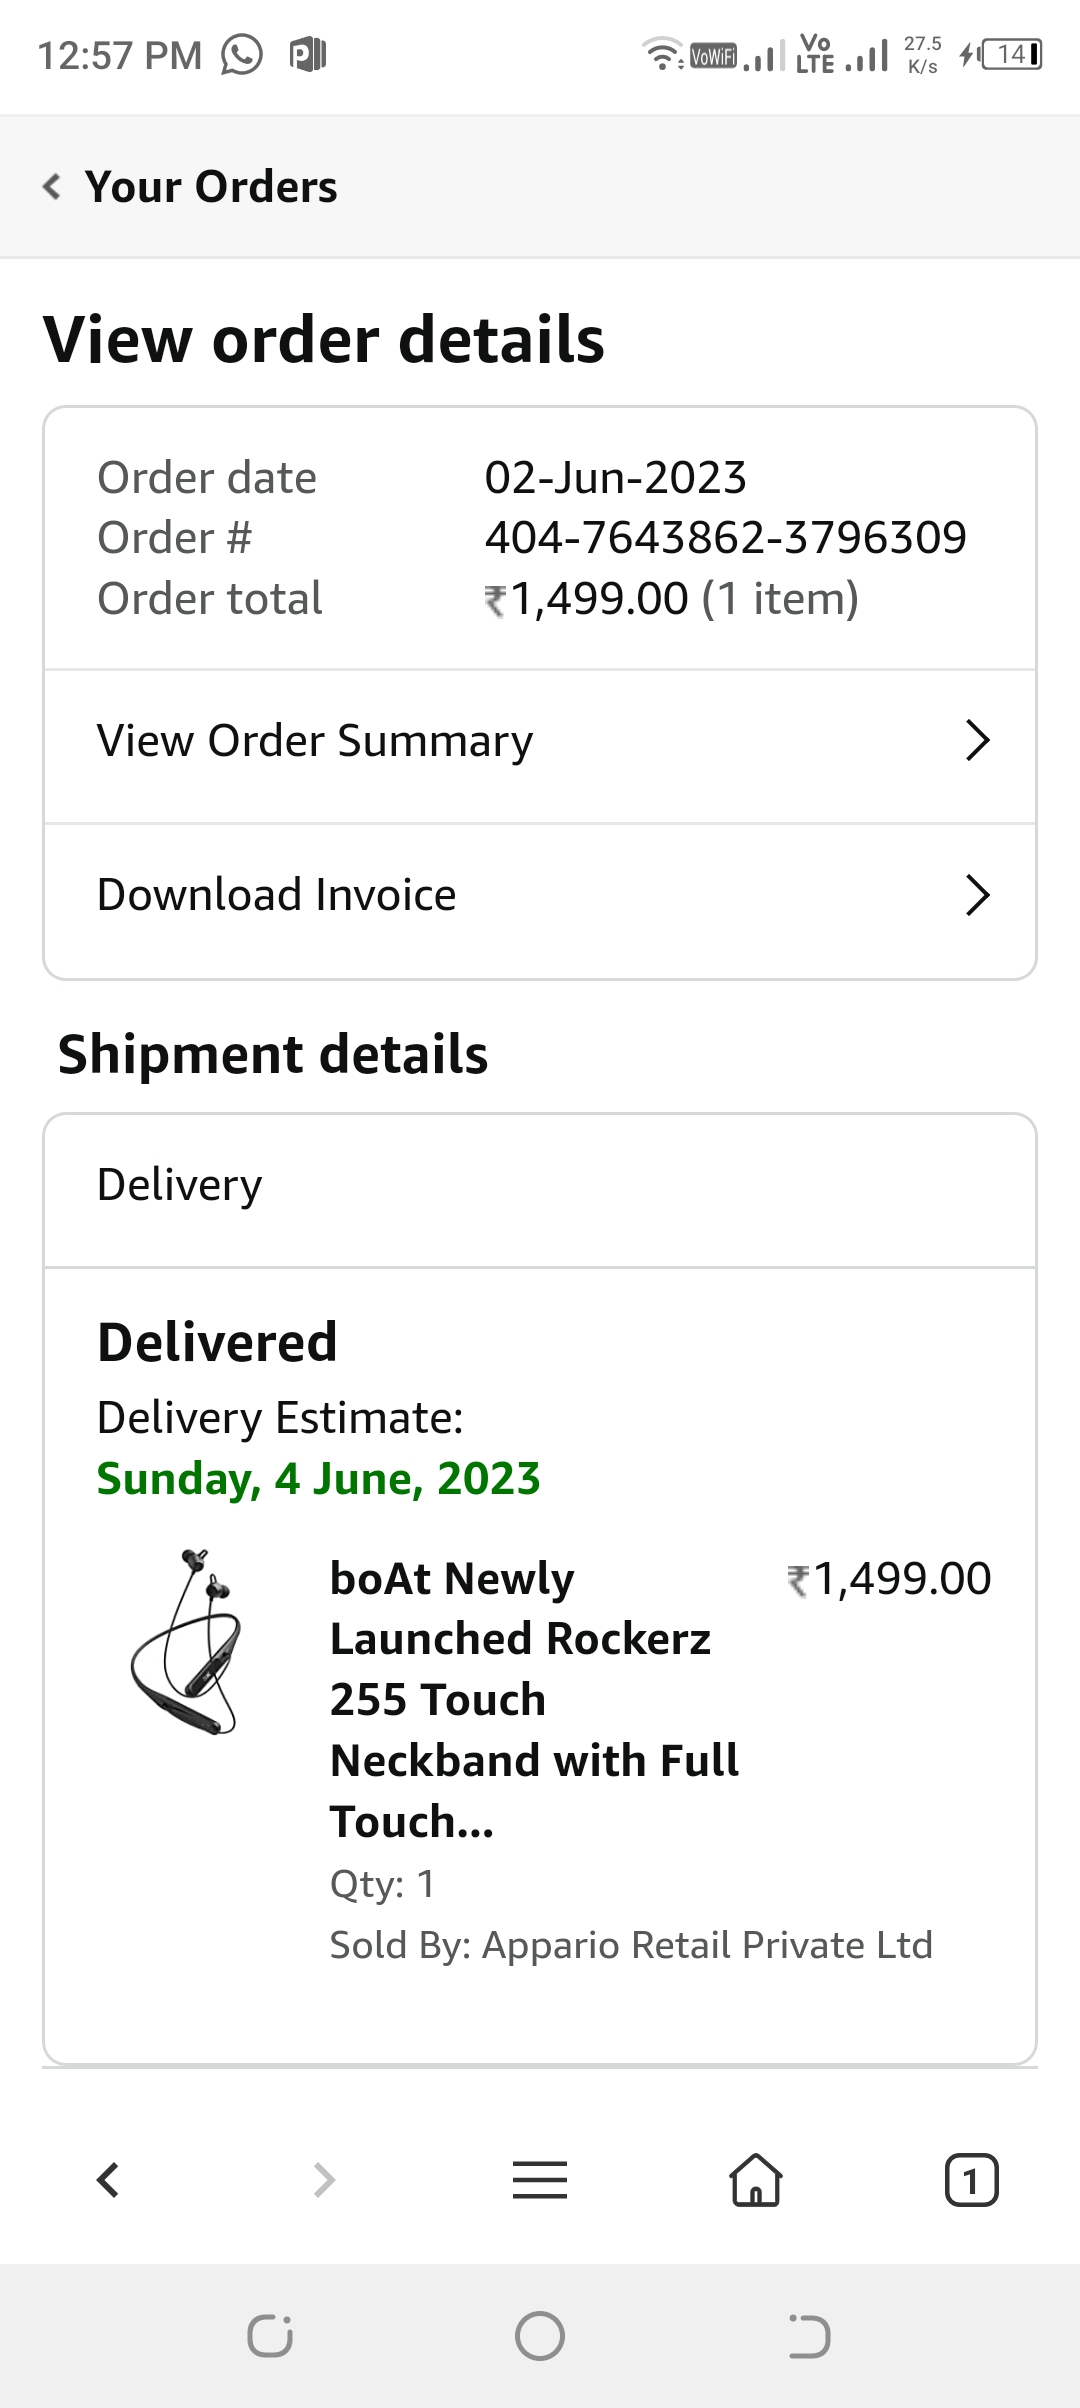 12:57 PM
VoWiFi
Vo
LTE
27.5
K/s
14
Your Orders
View order details
Order date 02-Jun-2023
Order # 404-7643862-3796309
Order total ₹1,499.00 (1 item)
View Order Summary
Download Invoice
Shipment details
Delivery
Delivered
Delivery Estimate:
Sunday, 4 June, 2023
boAt Newly ₹1,499.00
Launched Rockerz
255 Touch
Neckband with Full
Touch...
Qty: 1
Sold By: Appario Retail Private Ltd
1